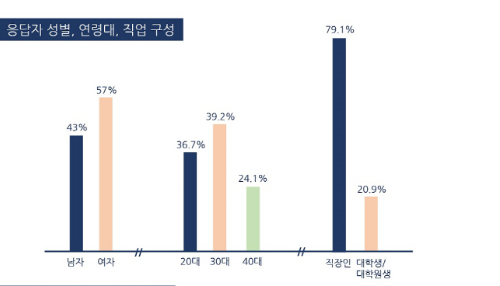 응답자 성별, 연령대, 직업 구성
79.1%
57%
43%
36.7%
39.2%
24.1%
20.9%
남자 여자 // 20대 30대 40대 // 직장인 대학생/
대학원생